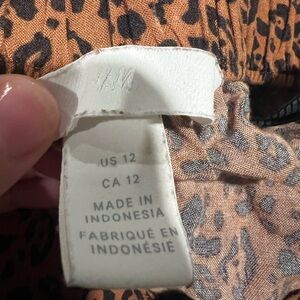 H&M
US 12
CA 12
MADE IN
INDONESIA
FABRIQUÉ EN
INDONÉSIE